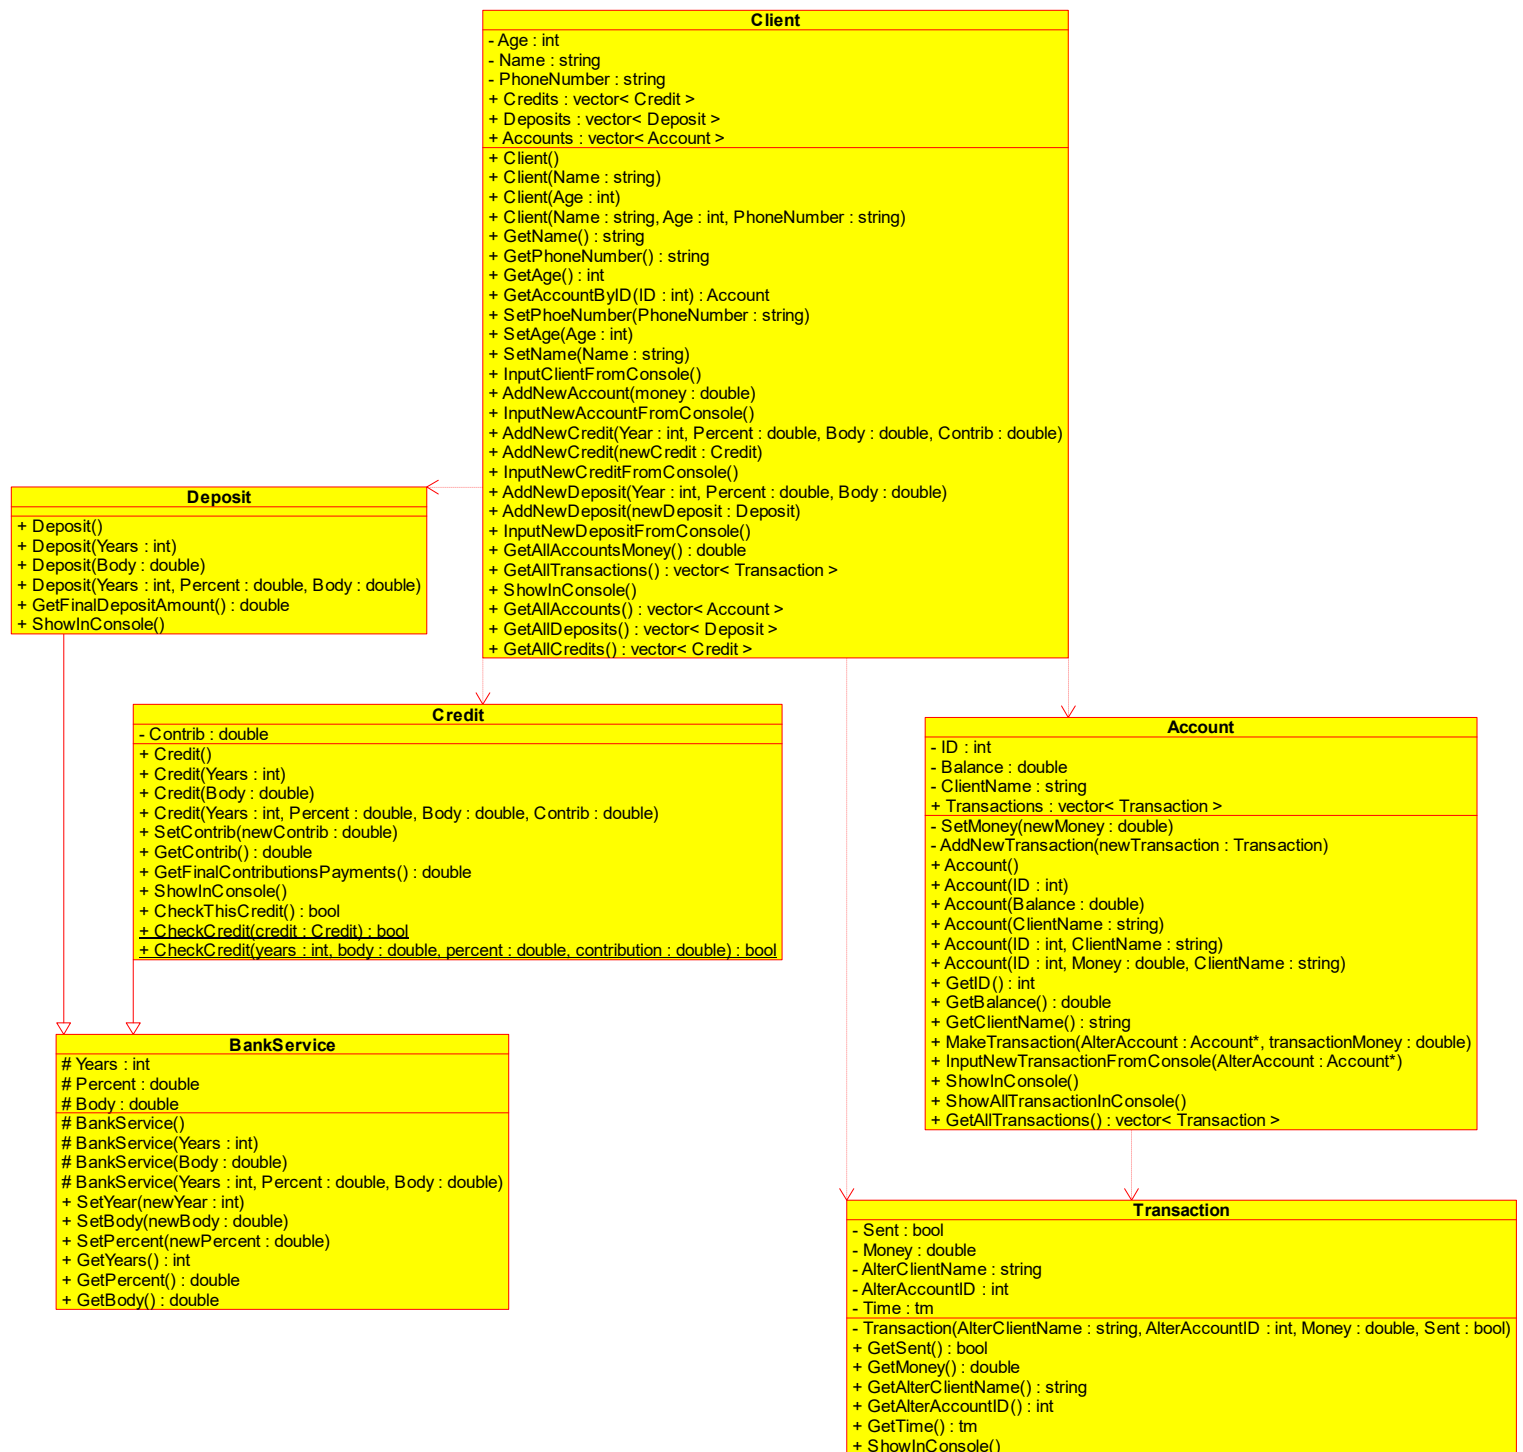 Client
- Age : int
- Name : string
- PhoneNumber : string
+ Credits : vector< Credit >
+ Deposits : vector< Deposit >
+ Accounts : vector< Account >
+ Client()
+ Client(Name : string)
+ Client(Age : int)
+ Client(Name : string, Age : int, PhoneNumber : string)
+ GetName() : string
+ GetPhoneNumber() : string
+ GetAge() : int
+ GetAccountByID(ID : int) : Account
+ SetPhoeNumber(PhoneNumber : string)
+ SetAge(Age : int)
+ SetName(Name : string)
+ InputClientFromConsole()
+ AddNewAccount(money : double)
+ InputNewAccountFromConsole()
+ AddNewCredit(Year : int, Percent : double, Body : double, Contrib : double)
+ AddNewCredit(newCredit : Credit)
+ InputNewCreditFromConsole()
+ AddNewDeposit(Year : int, Percent : double, Body : double)
+ AddNewDeposit(newDeposit : Deposit)
+ InputNewDepositFromConsole()
+ GetAllAccountsMoney() : double
+ GetAllTransactions() : vector< Transaction >
+ ShowInConsole()
+ GetAllAccounts() : vector< Account >
+ GetAllDeposits() : vector< Deposit >
+ GetAllCredits() : vector< Credit >
Deposit
+ Deposit()
+ Deposit(Years : int)
+ Deposit(Body : double)
+ Deposit(Years : int, Percent : double, Body : double)
+ GetFinalDepositAmount() : double
+ ShowInConsole()
Credit
- Contrib : double
+ Credit()
+ Credit(Years : int)
+ Credit(Body : double)
+ Credit(Years : int, Percent : double, Body : double, Contrib : double)
+ SetContrib(newContrib : double)
+ GetContrib() : double
+ GetFinalContributionsPayments() : double
+ ShowInConsole()
+ CheckThisCredit() : bool
+ CheckCredit(credit : Credit) : bool
+ CheckCredit(years : int, body : double, percent : double, contribution : double) : bool
Account
- ID : int
- Balance : double
- ClientName : string
+ Transactions : vector< Transaction >
- SetMoney(newMoney : double)
- AddNewTransaction(newTransaction : Transaction)
+ Account()
+ Account(ID : int)
+ Account(Balance : double)
+ Account(ClientName : string)
+ Account(ID : int, ClientName : string)
+ Account(ID : int, Money : double, ClientName : string)
+ GetID() : int
+ GetBalance() : double
+ GetClientName() : string
+ MakeTransaction(AlterAccount : Account*, transactionMoney : double)
+ InputNewTransactionFromConsole(AlterAccount : Account*)
+ ShowInConsole()
+ ShowAllTransactionInConsole()
+ GetAllTransactions() : vector< Transaction >
BankService
# Years : int
# Percent : double
# Body : double
# BankService()
# BankService(Years : int)
# BankService(Body : double)
# BankService(Years : int, Percent : double, Body : double)
+ SetYear(newYear : int)
+ SetBody(newBody : double)
+ SetPercent(newPercent : double)
+ GetYears() : int
+ GetPercent() : double
+ GetBody() : double
Transaction
- Sent : bool
- Money : double
- AlterClientName : string
- AlterAccountID : int
- Time : tm
- Transaction(AlterClientName : string, AlterAccountID : int, Money : double, Sent : bool)
+ GetSent() : bool
+ GetMoney() : double
+ GetAlterClientName() : string
+ GetAlterAccountID() : int
+ GetTime() : tm
+ ShowInConsole()